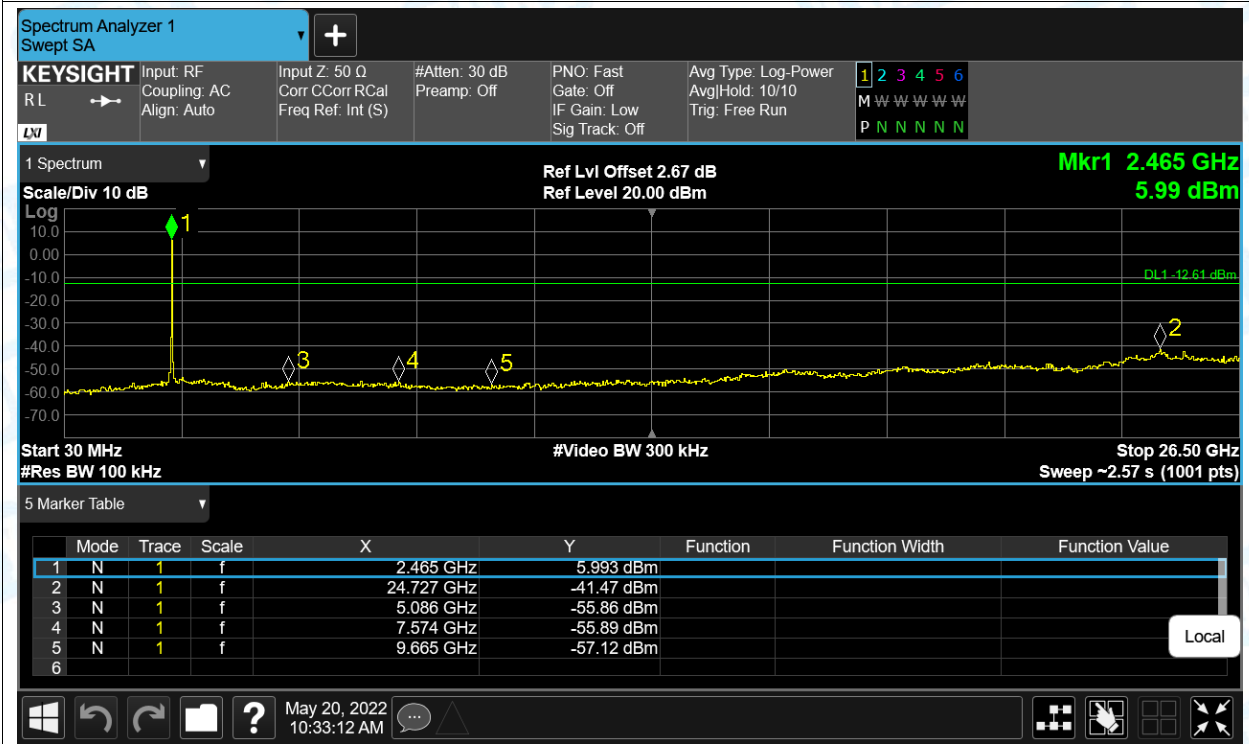 Spectrum Analyzer 1
Swept SA
KEYSIGHT
R L
LXI
Input: RF
Coupling: AC
Align: Auto
Input Z: 50 Ω
Corr CCorr RCal
Freq Ref: Int (S)
#Atten: 30 dB
Preamp: Off
PNO: Fast
Gate: Off
IF Gain: Low
Sig Track: Off
Avg Type: Log-Power
Avg|Hold: 10/10
Trig: Free Run
1 2 3 4 5 6
M W W W W W
P N N N N N
1 Spectrum
Scale/Div 10 dB
Ref Lvl Offset 2.67 dB
Ref Level 20.00 dBm
Mkr1 2.465 GHz
5.99 dBm
Log
10.0
0.00
-10.0
-20.0
-30.0
-40.0
-50.0
-60.0
-70.0
1
DL1 -12.61 dBm
2
3
4
5
Start 30 MHz
#Video BW 300 kHz
Stop 26.50 GHz
#Res BW 100 kHz
Sweep ~2.57 s (1001 pts)
5 Marker Table
Mode Trace Scale X Y Function Function Width Function Value
1 N 1 f 2.465 GHz 5.993 dBm
2 N 1 f 24.727 GHz -41.47 dBm
3 N 1 f 5.086 GHz -55.86 dBm
4 N 1 f 7.574 GHz -55.89 dBm
5 N 1 f 9.665 GHz -57.12 dBm
6
Local
?
May 20, 2022
10:33:12 AM